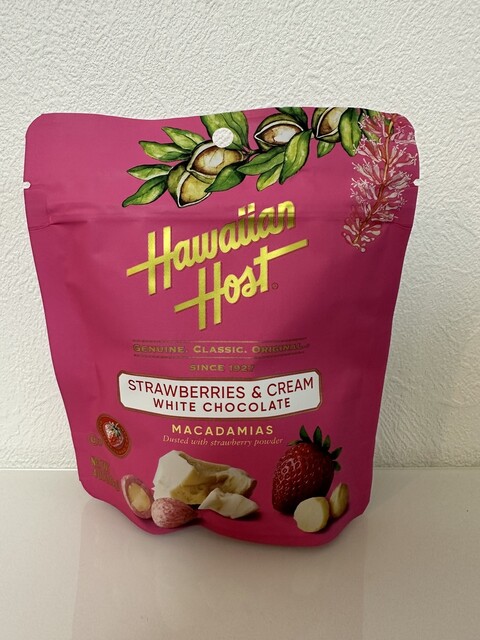 Hawaiian
Host
GENUINE. CLASSIC. ORIGINAL.
SINCE 1927
STRAWBERRIES & CREAM
WHITE CHOCOLATE
MACADAMIAS
Dusted with strawberry powder